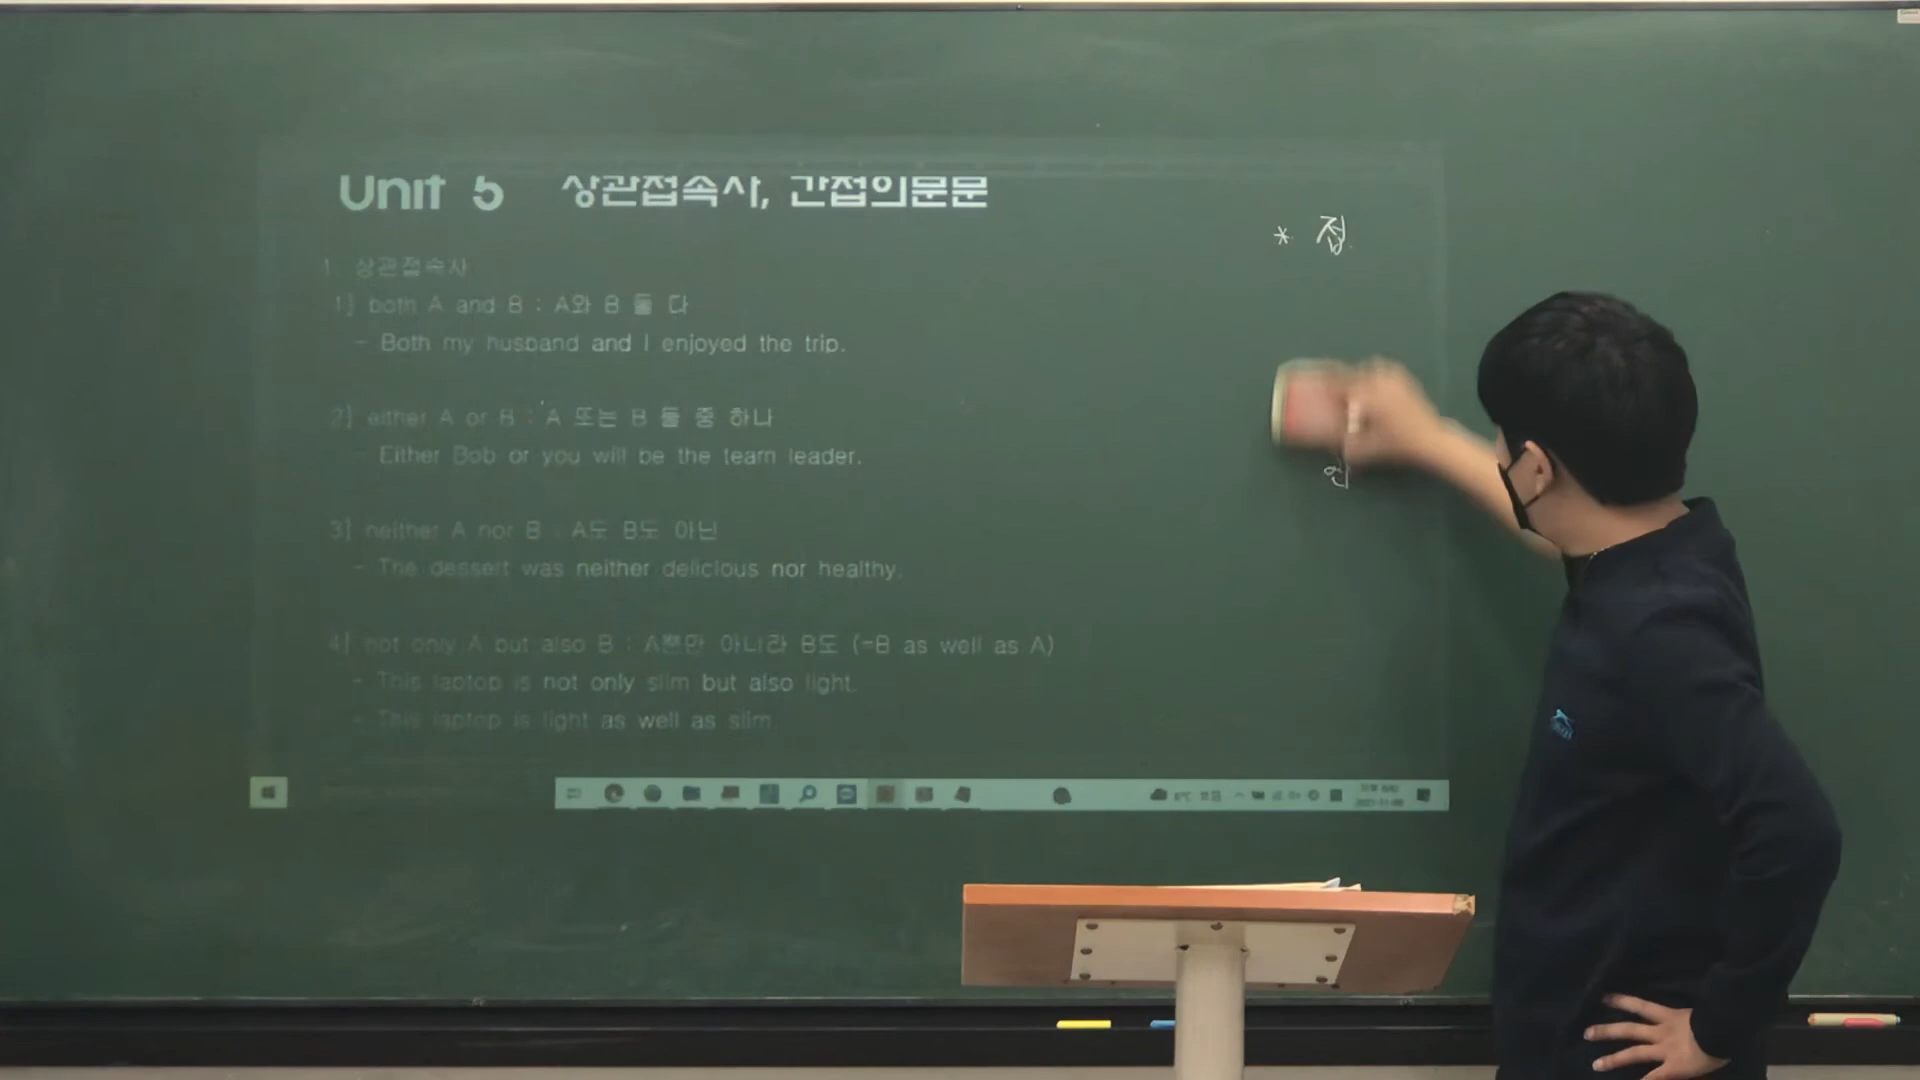 Unit 5 상관접속사, 간접의문문
* 접
1. 상관접속사
1] both A and B : A와 B 둘 다
- Both my husband and I enjoyed the trip.
2] either A or B : A 또는 B 둘 중 하나
- Either Bob or you will be the team leader.
3] neither A nor B : A도 B도 아닌
- The dessert was neither delicious nor healthy.
4] not only A but also B : A뿐만 아니라 B도 (=B as well as A)
- This laptop is not only slim but also light.
- This laptop is light as well as slim.